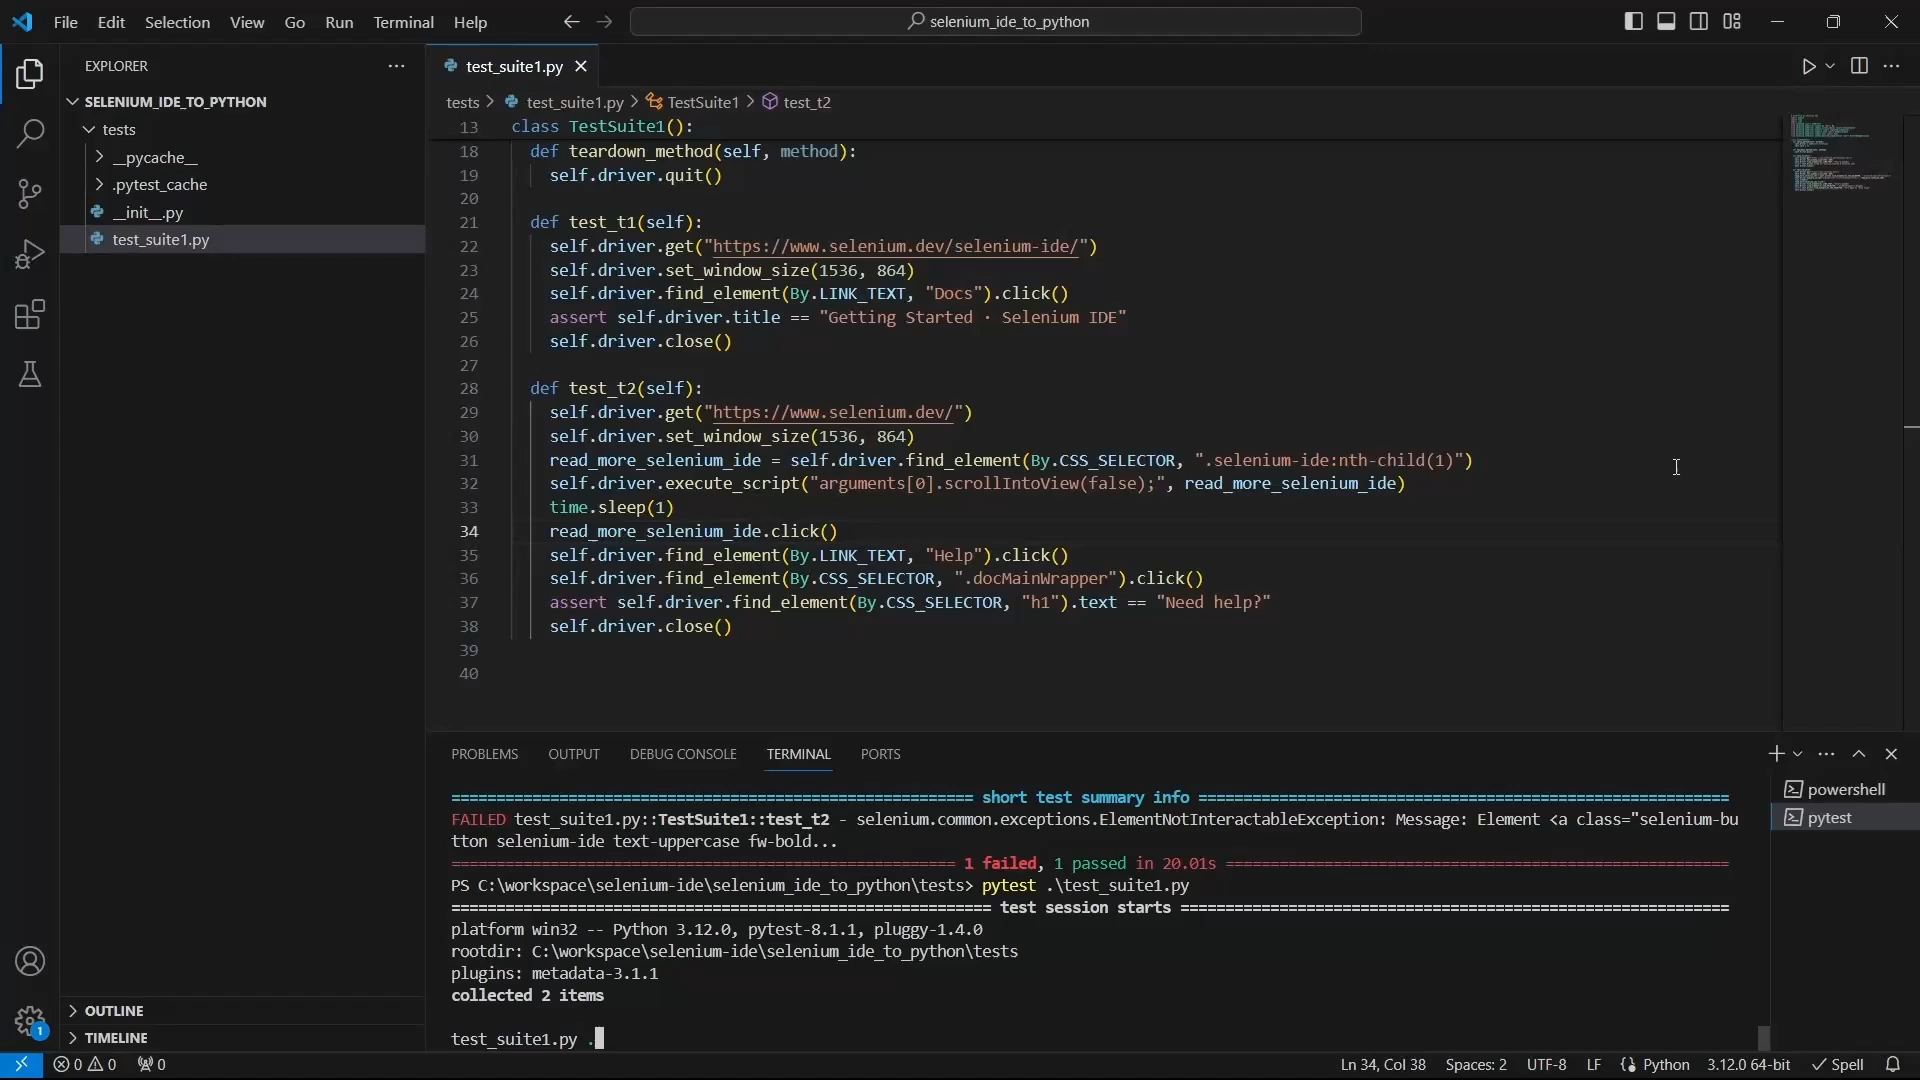 File Edit Selection View Go Run Terminal Help
selenium_ide_to_python
EXPLORER
SELENIUM_IDE_TO_PYTHON
tests
__pycache__
.pytest_cache
__init__.py
test_suite1.py
OUTLINE
TIMELINE
test_suite1.py
tests > test_suite1.py > TestSuite1 > test_t2
13 class TestSuite1():
18 def teardown_method(self, method):
19 self.driver.quit()
20
21 def test_t1(self):
22 self.driver.get("https://www.selenium.dev/selenium-ide/")
23 self.driver.set_window_size(1536, 864)
24 self.driver.find_element(By.LINK_TEXT, "Docs").click()
25 assert self.driver.title == "Getting Started · Selenium IDE"
26 self.driver.close()
27
28 def test_t2(self):
29 self.driver.get("https://www.selenium.dev/")
30 self.driver.set_window_size(1536, 864)
31 read_more_selenium_ide = self.driver.find_element(By.CSS_SELECTOR, ".selenium-ide:nth-child(1)")
32 self.driver.execute_script("arguments[0].scrollIntoView(false);", read_more_selenium_ide)
33 time.sleep(1)
34 read_more_selenium_ide.click()
35 self.driver.find_element(By.LINK_TEXT, "Help").click()
36 self.driver.find_element(By.CSS_SELECTOR, ".docMainWrapper").click()
37 assert self.driver.find_element(By.CSS_SELECTOR, "h1").text == "Need help?"
38 self.driver.close()
39
40
PROBLEMS OUTPUT DEBUG CONSOLE TERMINAL PORTS
powershell
pytest
short test summary info
FAILED test_suite1.py::TestSuite1::test_t2 - selenium.common.exceptions.ElementNotInteractableException: Message: Element <a class="selenium-bu
tton selenium-ide text-uppercase fw-bold...
1 failed, 1 passed in 20.01s
PS C:\workspace\selenium-ide\selenium_ide_to_python\tests> pytest .\test_suite1.py
test session starts
platform win32 -- Python 3.12.0, pytest-8.1.1, pluggy-1.4.0
rootdir: C:\workspace\selenium-ide\selenium_ide_to_python\tests
plugins: metadata-3.1.1
collected 2 items
test_suite1.py .
1
0 0 0
Ln 34, Col 38 Spaces: 2 UTF-8 LF Python 3.12.0 64-bit Spell